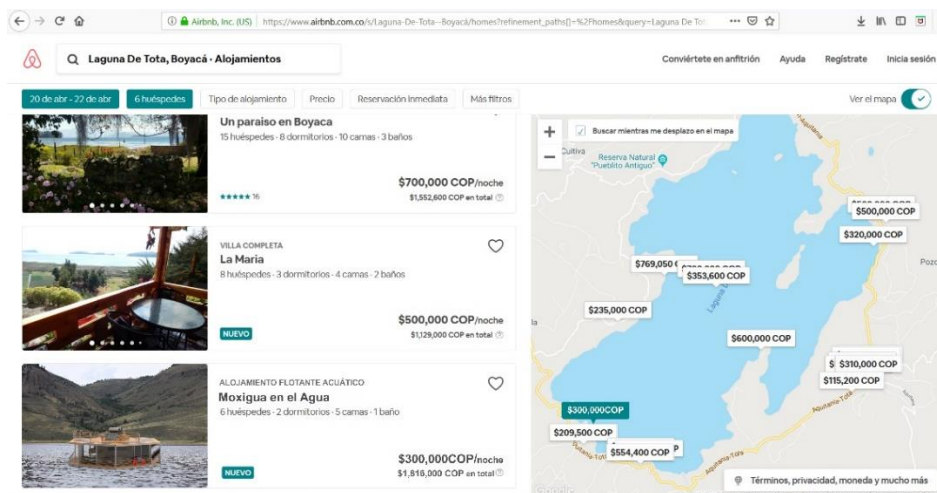 Airbnb, Inc. (US) https://www.airbnb.com.co/s/Laguna-De-Tota--Boyacá/homes?refinement_paths[]=%2Fhomes&query=Laguna De Tot
Laguna De Tota, Boyacá · Alojamientos
Conviértete en anfitrión Ayuda Regístrate Inicia sesión
20 de abr - 22 de abr 6 huéspedes Tipo de alojamiento Precio Reservación inmediata Más filtros Ver el mapa
Un paraiso en Boyaca
15 huéspedes · 8 dormitorios · 10 camas · 3 baños
$700,000 COP/noche
16 $1,552,600 COP en total
VILLA COMPLETA
La Maria
8 huéspedes · 3 dormitorios · 4 camas · 2 baños
$500,000 COP/noche
NUEVO $1,129,000 COP en total
ALOJAMIENTO FLOTANTE ACUÁTICO
Moxigua en el Agua
6 huéspedes · 2 dormitorios · 5 camas · 1 baño
$300,000COP/noche
NUEVO $1,816,000 COP en total
Buscar mientras me desplazo en el mapa
Cuitiva
Reserva Natural
"Pueblito Antiguo"
Aquitania
$500,000 COP
$320,000 COP
$769,050
$353,600 COP
Pozo
Laguna
$235,000 COP
$600,000 COP
$310,000 COP
$115,200 COP
Aquitania-Tota
$300,000COP
$209,500 COP
$554,400 COP
Aquitania-Tota
Google
Términos, privacidad, moneda y mucho más